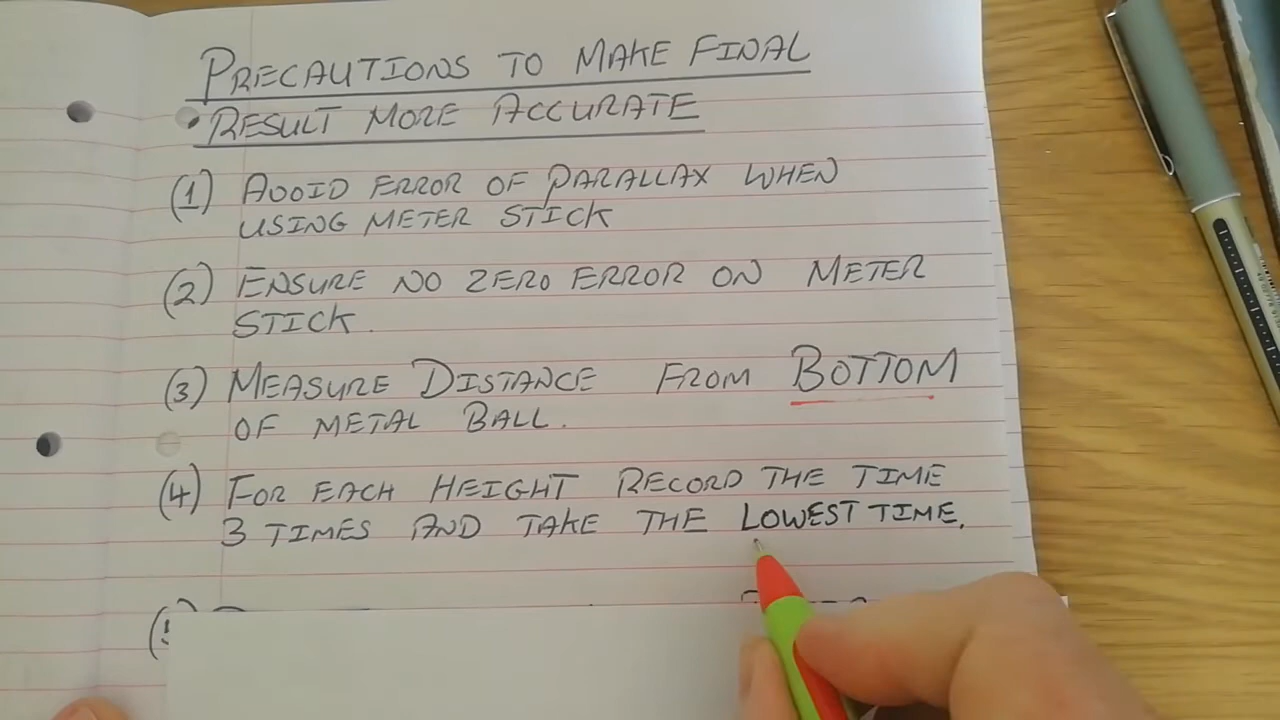 PRECAUTIONS TO MAKE FINAL
RESULT MORE ACCURATE
(1) AVOID ERROR OF PARALLAX WHEN
USING METER STICK
(2) ENSURE NO ZERO ERROR ON METER
STICK.
(3) MEASURE DISTANCE FROM BOTTOM
OF METAL BALL.
(4) FOR EACH HEIGHT RECORD THE TIME
3 TIMES AND TAKE THE LOWEST TIME.